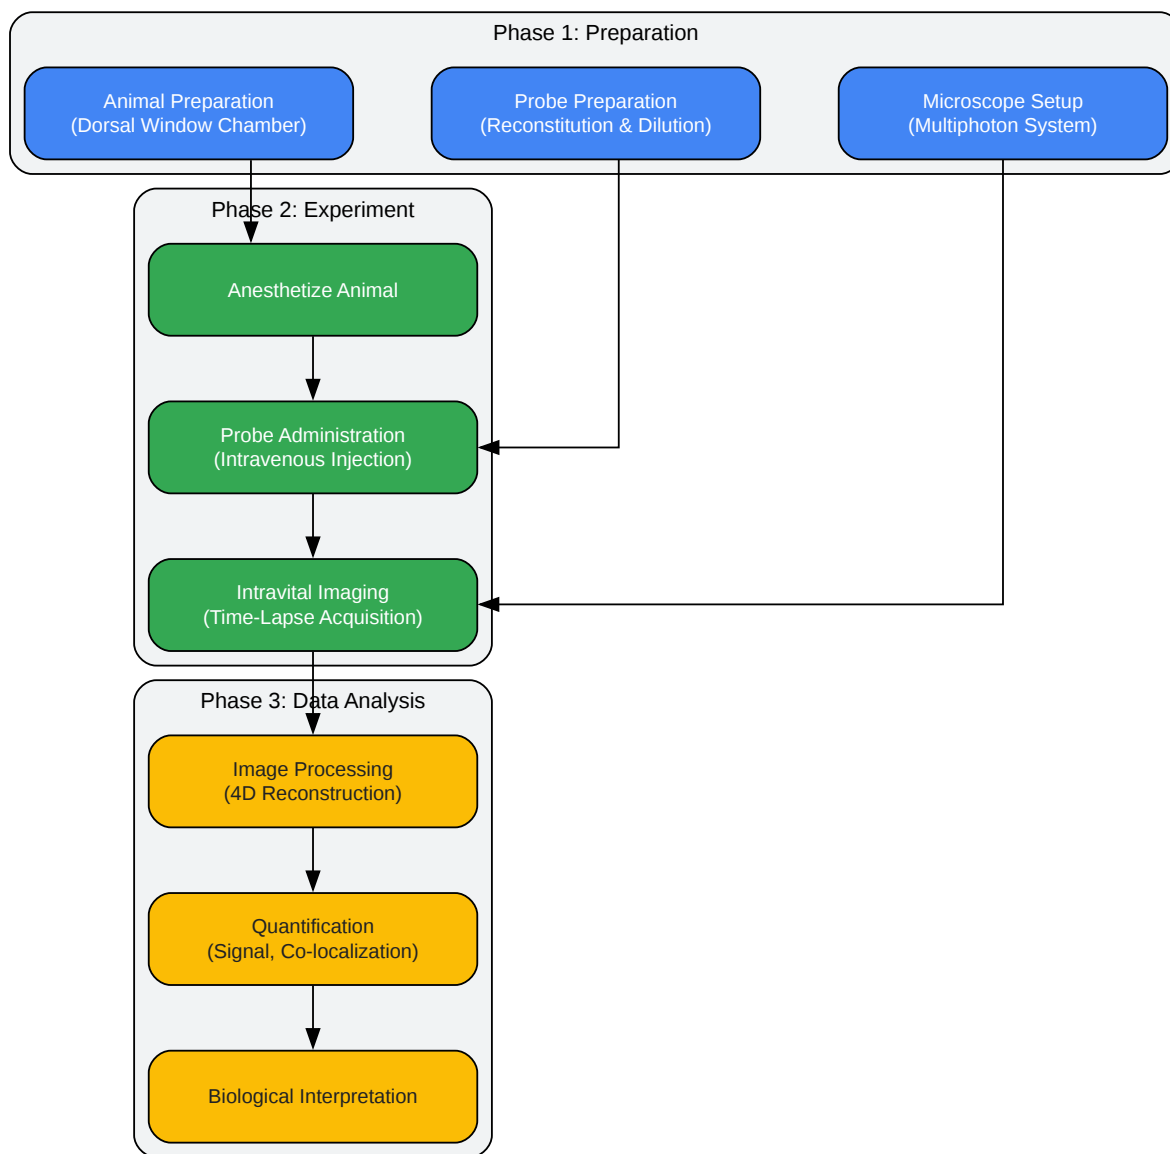 Phase 1: Preparation
Animal Preparation
(Dorsal Window Chamber)
Probe Preparation
(Reconstitution & Dilution)
Microscope Setup
(Multiphoton System)
Phase 2: Experiment
Anesthetize Animal
Probe Administration
(Intravenous Injection)
Intravital Imaging
(Time-Lapse Acquisition)
Phase 3: Data Analysis
Image Processing
(4D Reconstruction)
Quantification
(Signal, Co-localization)
Biological Interpretation